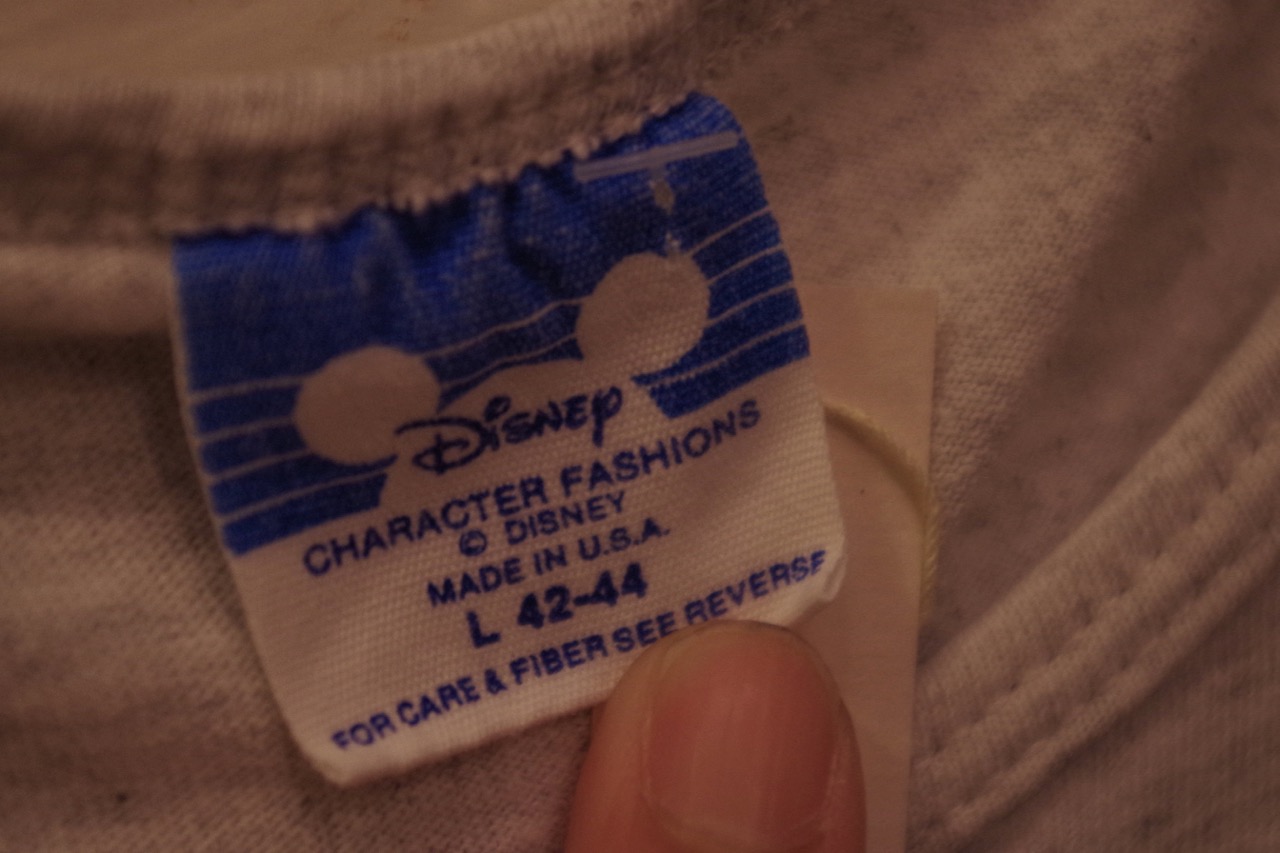 Disney
CHARACTER FASHIONS
© DISNEY
MADE IN U.S.A.
L 42-44
FOR CARE & FIBER SEE REVERSE